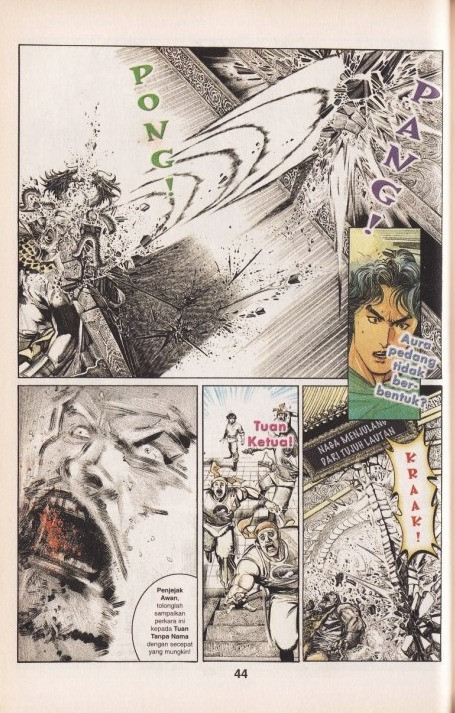 PONG!
PANG!
Aura
pedang
tidak
ber-
bentuk?
Penjejak
Awan,
tolonglah
sampaikan
perkara ini
kepada Tuan
Tanpa Nama
dengan secepat
yang mungkin!
Tuan
Ketua!
NAGA MENJULANG
DARI TUJUH LAUTAN
KRAAK!
44